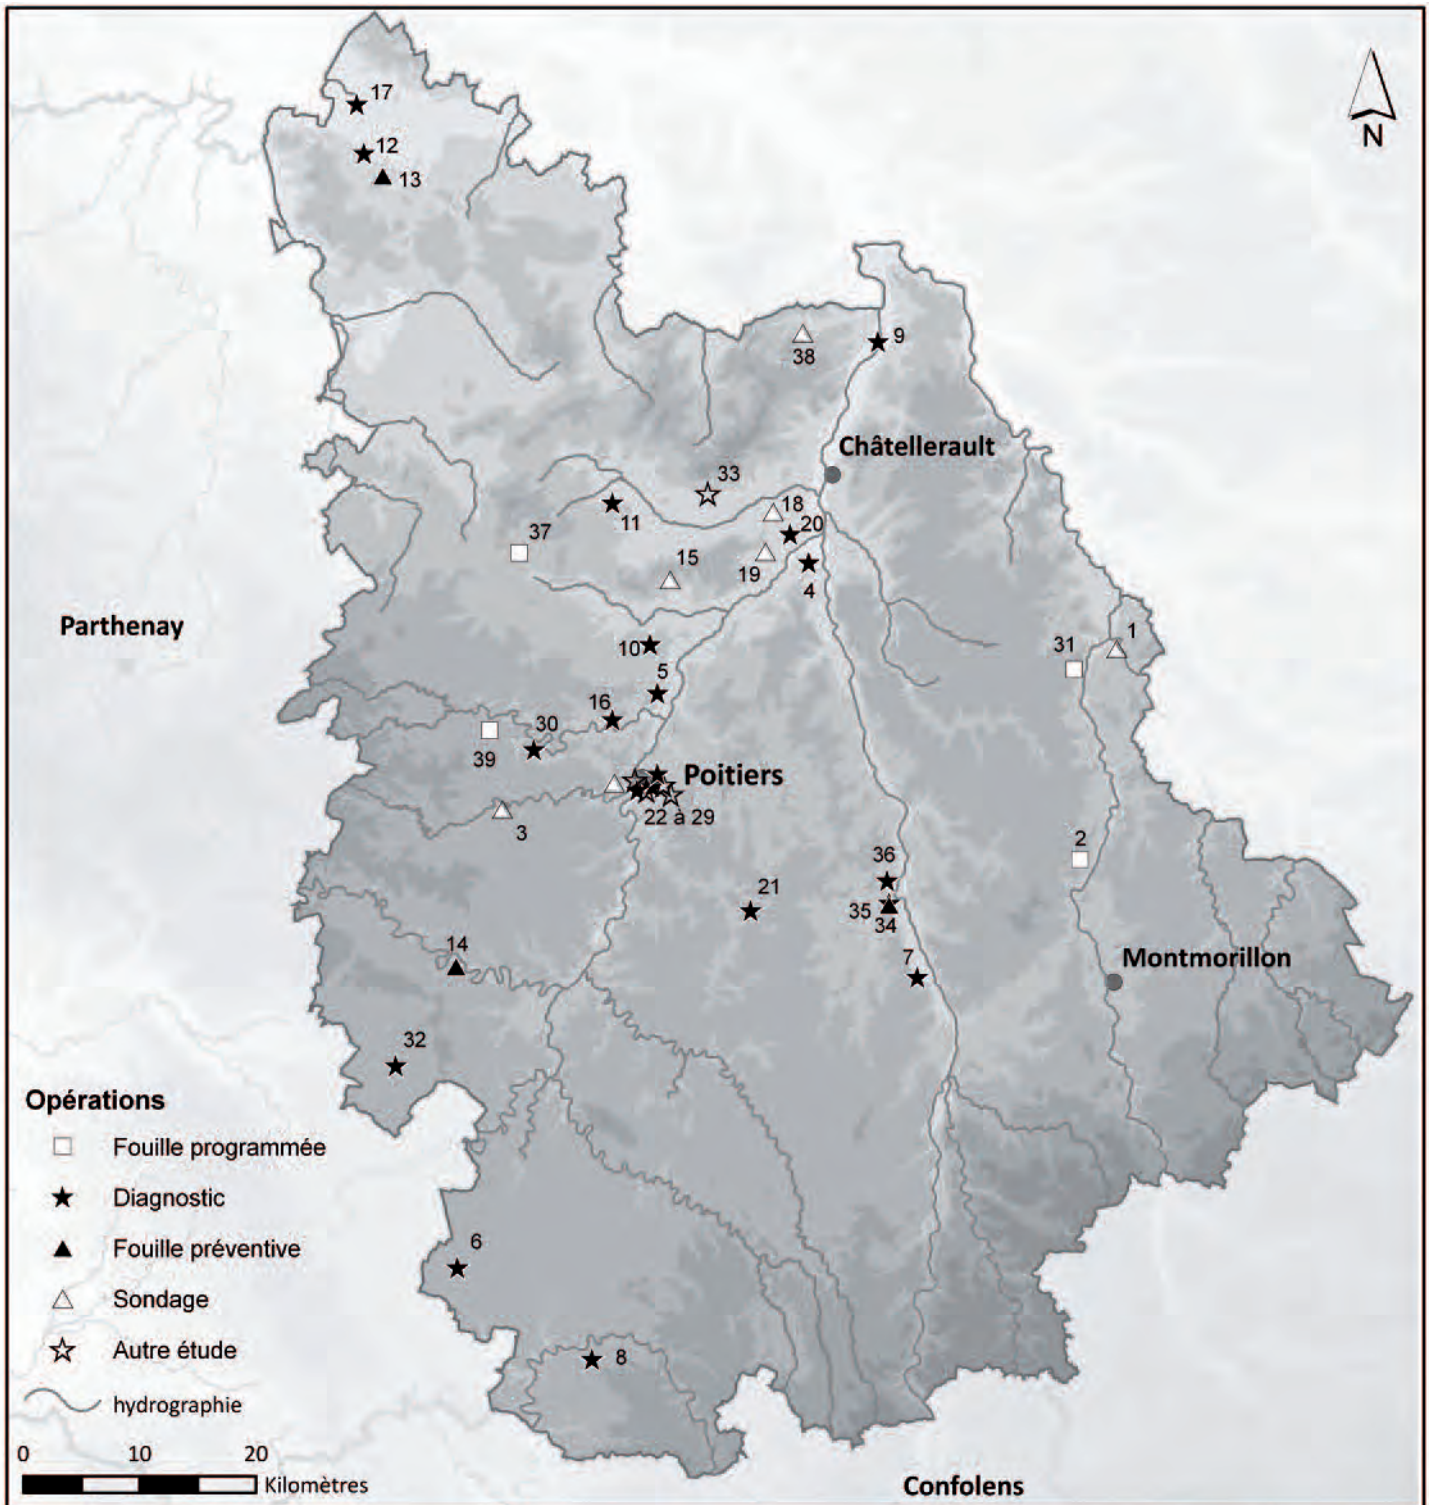 17
12
13
N
38
9
Châtellerault
33
18
11
20
37
15
19
4
Parthenay
10
31
1
5
16
30
39
Poitiers
22 à 29
3
2
36
21
35
34
14
7
Montmorillon
32
Opérations
Fouille programmée
Diagnostic
Fouille préventive
6
Sondage
Autre étude
8
hydrographie
0 10 20
Kilomètres
Confolens